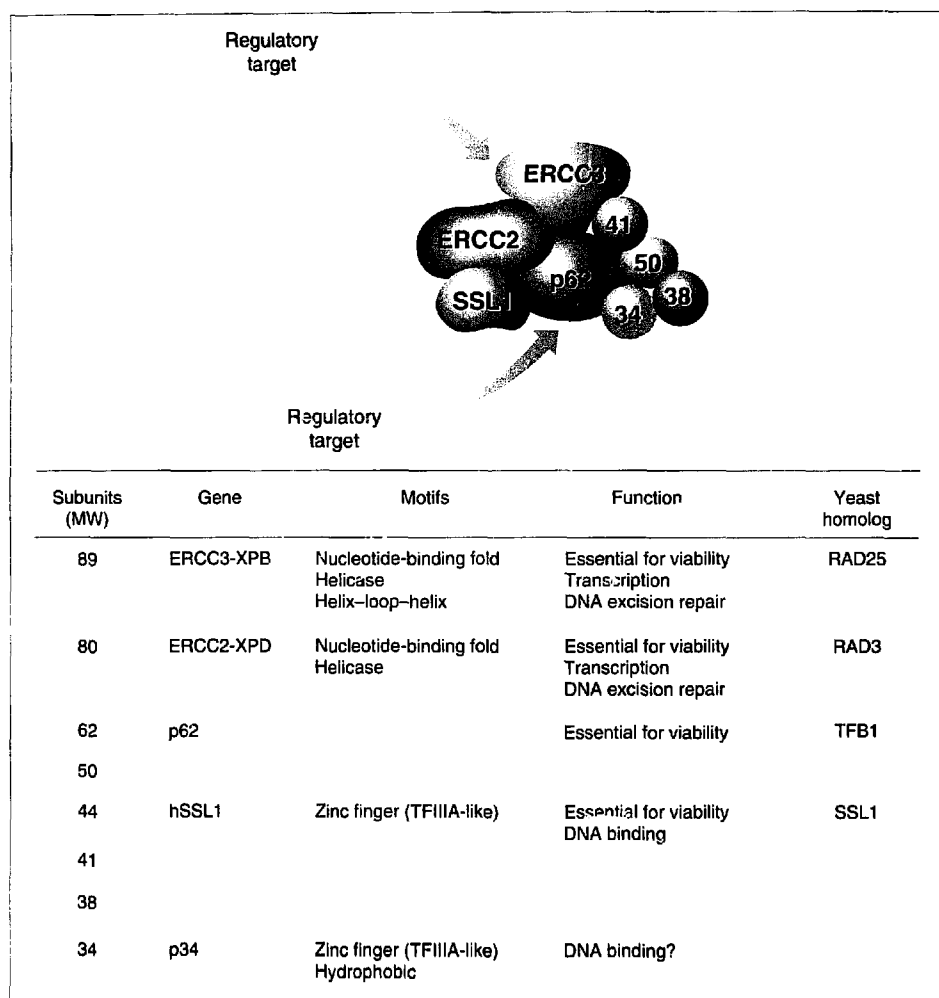 Regulatory
target
ERCC3
41
ERCC2
50
p62
38
SSL1
34
Regulatory
target
Subunits (MW) Gene Motifs Function Yeast homolog
89 ERCC3-XPB Nucleotide-binding fold Essential for viability RAD25
Helicase Transcription
Helix–loop–helix DNA excision repair
80 ERCC2-XPD Nucleotide-binding fold Essential for viability RAD3
Helicase Transcription
DNA excision repair
62 p62 Essential for viability TFB1
50
44 hSSL1 Zinc finger (TFIIIA-like) Essential for viability SSL1
DNA binding
41
38
34 p34 Zinc finger (TFIIIA-like) DNA binding?
Hydrophobic